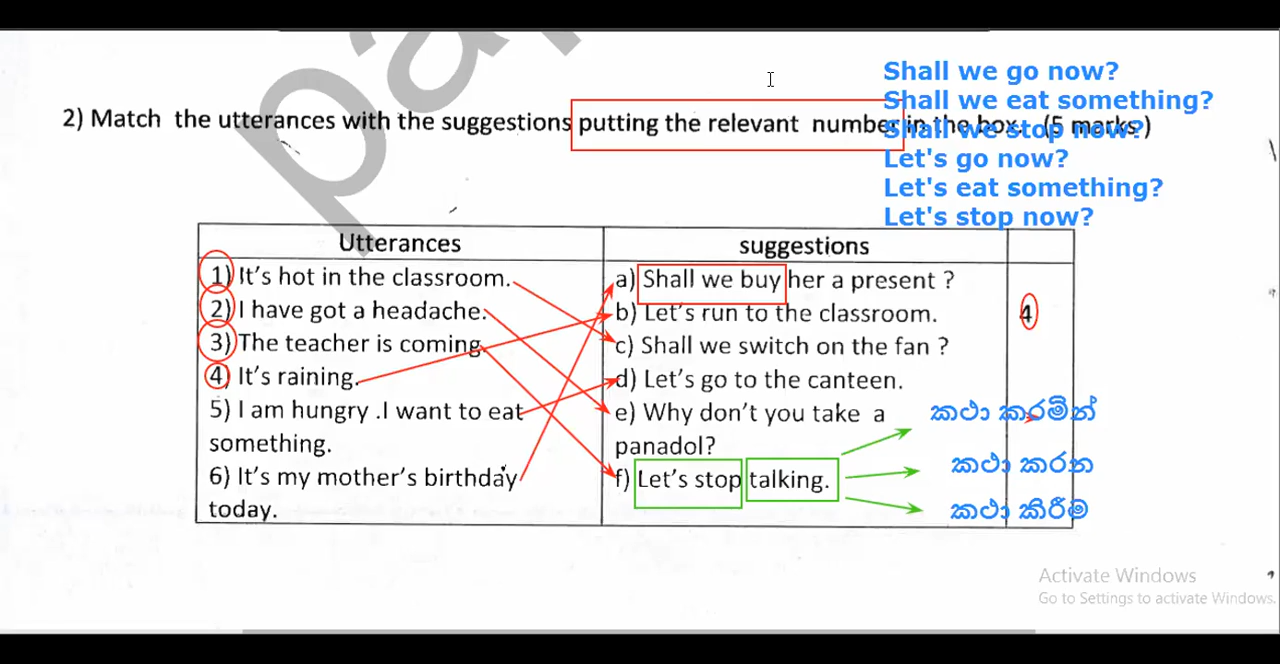 Shall we go now?
Shall we eat something?
Shall we stop now?
Let's go now?
Let's eat something?
Let's stop now?
2) Match the utterances with the suggestions putting the relevant number in the box. (5 marks)
Utterances
suggestions
1) It's hot in the classroom.
a) Shall we buy her a present ?
2) I have got a headache.
b) Let's run to the classroom.
4
3) The teacher is coming.
c) Shall we switch on the fan ?
4) It's raining.
d) Let's go to the canteen.
5) I am hungry .I want to eat
something.
e) Why don't you take a
panadol?
6) It's my mother's birthday
today.
f) Let's stop talking.
කථා කරමින්
කථා කරන
කථා කිරීම
Activate Windows
Go to Settings to activate Windows.
pap